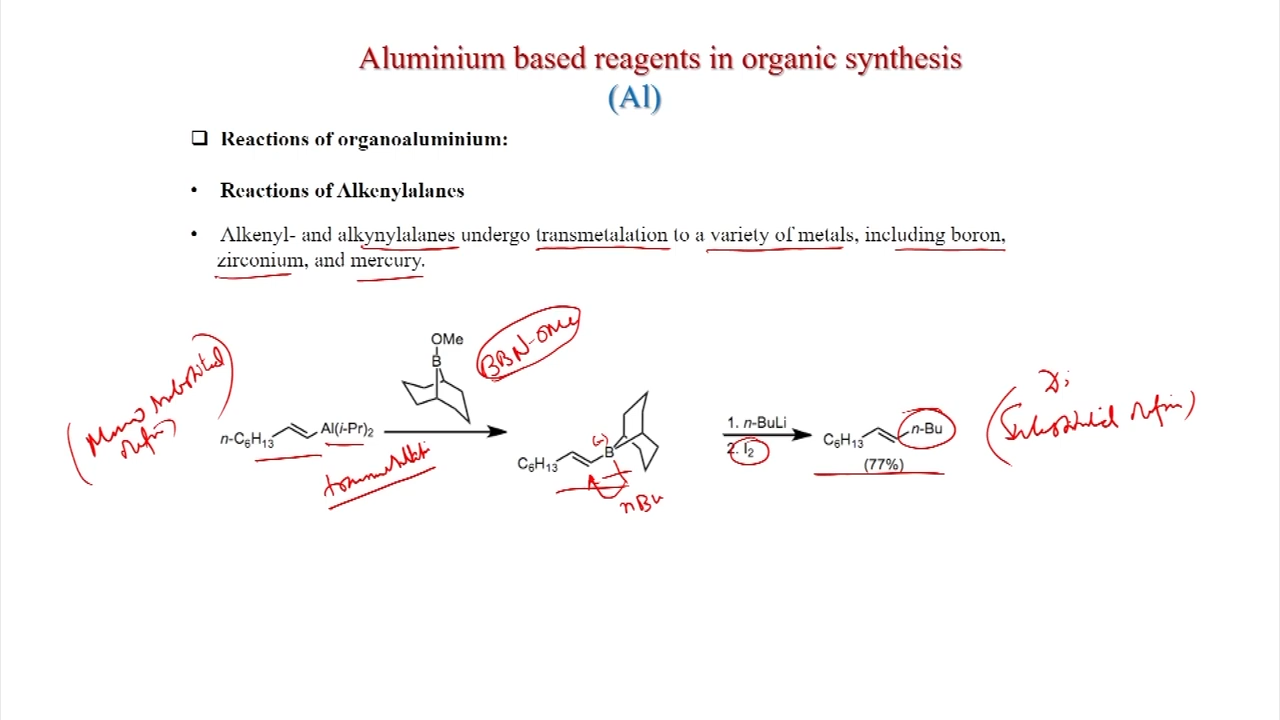 Aluminium based reagents in organic synthesis
(Al)
❑ Reactions of organoaluminium:
• Reactions of Alkenylalanes
• Alkenyl- and alkynylalanes undergo transmetalation to a variety of metals, including boron,
zirconium, and mercury.
OMe
B
BBN-OMe
n-C6H13
Al(i-Pr)2
C6H13
B
(-)
nBu
1. n-BuLi
2. I2
C6H13
n-Bu
(77%)
Di